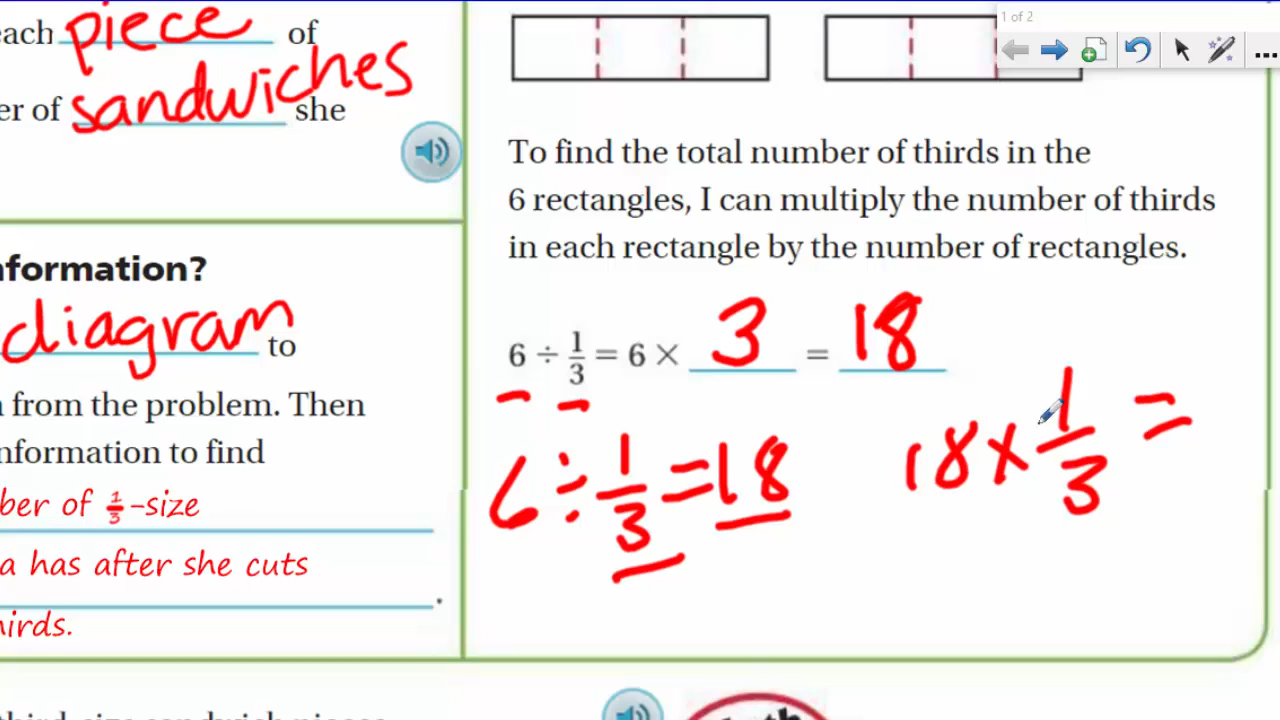 each piece of
sandwiches
er of she
nformation?
diagram to
from the problem. Then
nformation to find
ber of 1/3-size
a has after she cuts
hirds.
1 of 2
To find the total number of thirds in the
6 rectangles, I can multiply the number of thirds
in each rectangle by the number of rectangles.
6 ÷ 1/3 = 6 × 3 = 18
6 ÷ 1/3 = 18
18 × 1/3 =